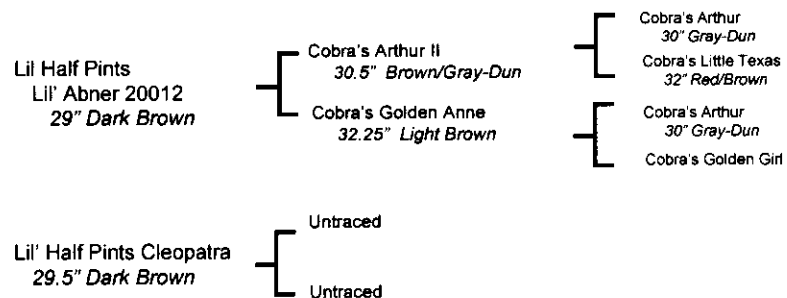 Lil Half Pints
Lil' Abner 20012
29" Dark Brown
Cobra's Arthur II
30.5" Brown/Gray-Dun
Cobra's Golden Anne
32.25" Light Brown
Cobra's Arthur
30" Gray-Dun
Cobra's Little Texas
32" Red/Brown
Cobra's Arthur
30" Gray-Dun
Cobra's Golden Girl
Lil' Half Pints Cleopatra
29.5" Dark Brown
Untraced
Untraced